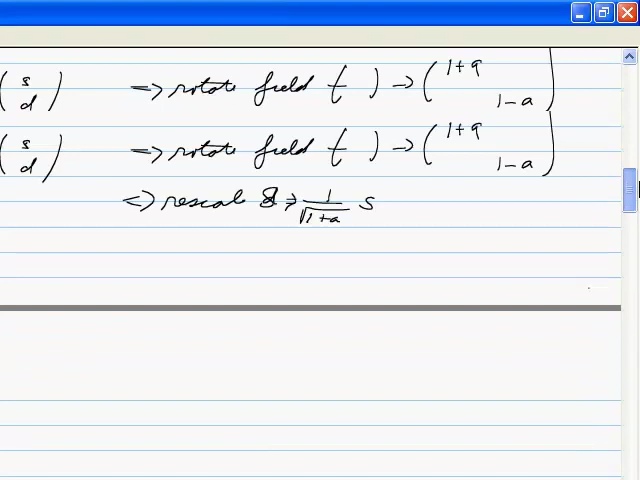 ( s d ) => rotate field ( ) -> ( 1+a 1-a )
( s d ) => rotate field ( ) -> ( 1+a 1-a )
=> rescal S => 1/√(1+a) s